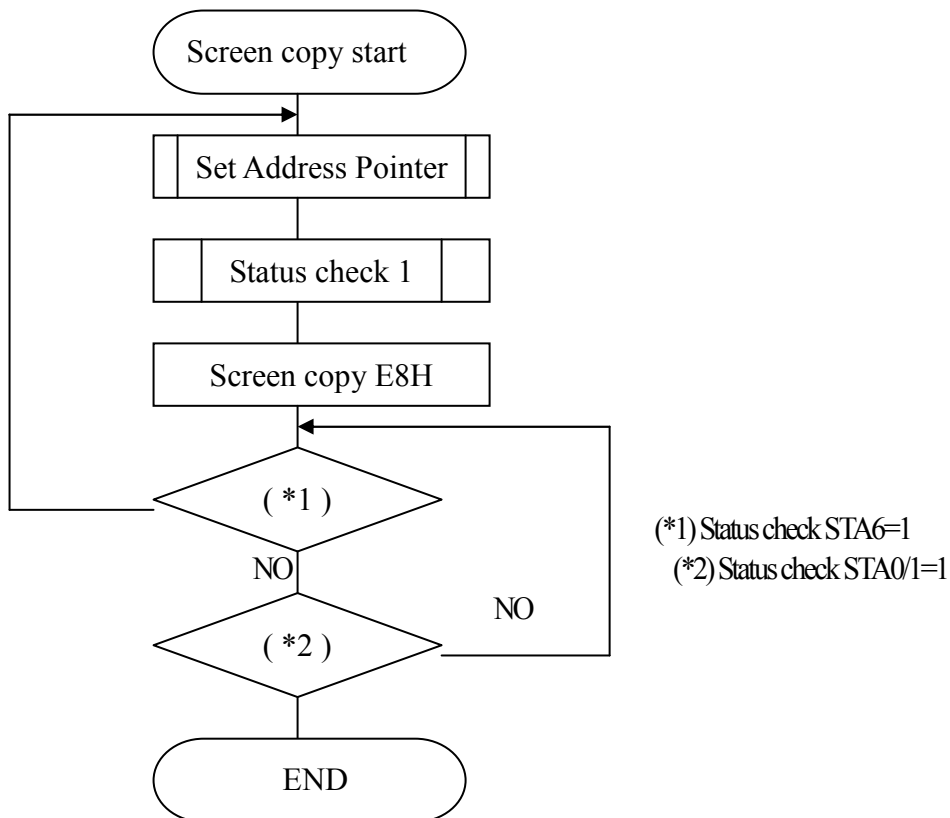 Screen copy start
Set Address Pointer
Status check 1
Screen copy E8H
( *1 )
(*1) Status check STA6=1
(*2) Status check STA0/1=1
NO
NO
( *2 )
END